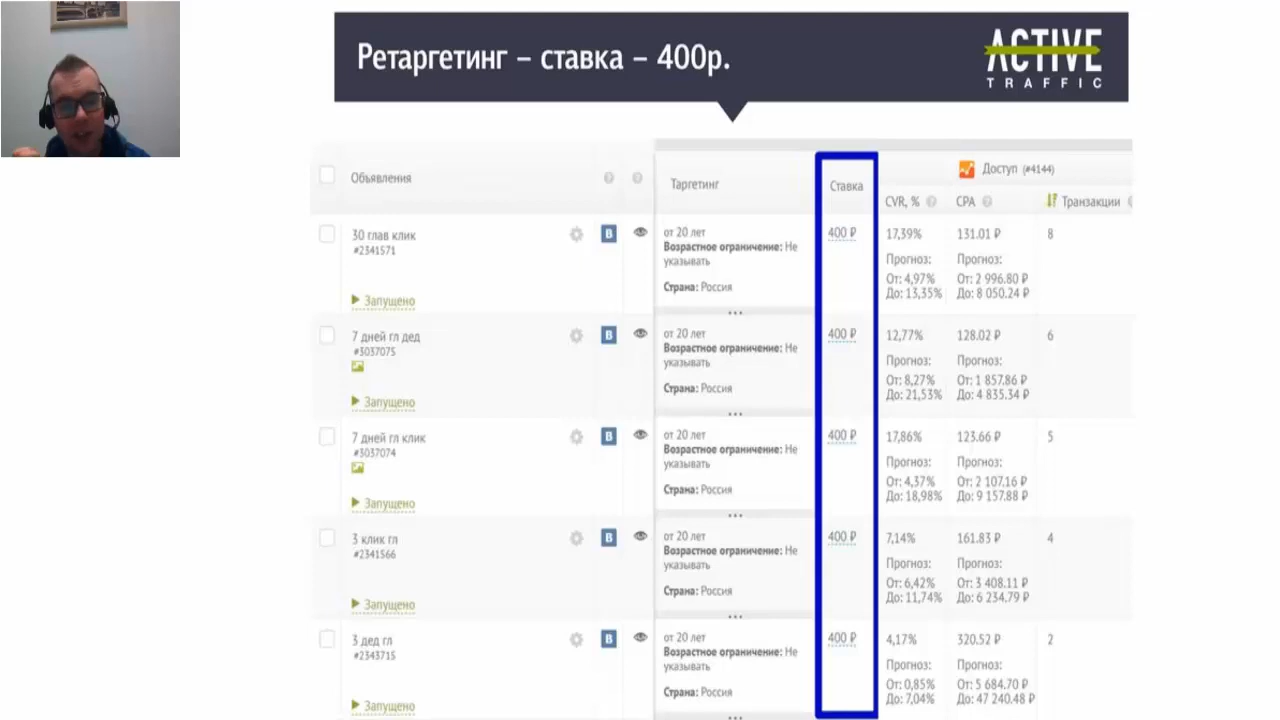 Ретаргетинг – ставка – 400р.
ACTIVE
TRAFFIC
Объявления
Таргетинг
Ставка
Доступ (#4144)
CVR, %
CPA
Транзакции
30 глав клик
#2341571
Запущено
от 20 лет
Возрастное ограничение: Не
указывать
Страна: Россия
400 ₽
17,39%
Прогноз:
От: 4,97%
До: 13,35%
131.01 ₽
Прогноз:
От: 2 996.80 ₽
До: 8 050.24 ₽
8
7 дней гл дед
#3037075
Запущено
от 20 лет
Возрастное ограничение: Не
указывать
Страна: Россия
400 ₽
12,77%
Прогноз:
От: 8,27%
До: 21,53%
128.02 ₽
Прогноз:
От: 1 857.86 ₽
До: 4 835.34 ₽
6
7 дней гл клик
#3037074
Запущено
от 20 лет
Возрастное ограничение: Не
указывать
Страна: Россия
400 ₽
17,86%
Прогноз:
От: 4,37%
До: 18,98%
123.66 ₽
Прогноз:
От: 2 107.16 ₽
До: 9 157.88 ₽
5
3 клик гл
#2341566
Запущено
от 20 лет
Возрастное ограничение: Не
указывать
Страна: Россия
400 ₽
7,14%
Прогноз:
От: 6,42%
До: 11,74%
161.83 ₽
Прогноз:
От: 3 408.11 ₽
До: 6 234.79 ₽
4
3 дед гл
#2343715
Запущено
от 20 лет
Возрастное ограничение: Не
указывать
Страна: Россия
400 ₽
4,17%
Прогноз:
От: 0,85%
До: 7,04%
320.52 ₽
Прогноз:
От: 5 684.70 ₽
До: 47 240.48 ₽
2